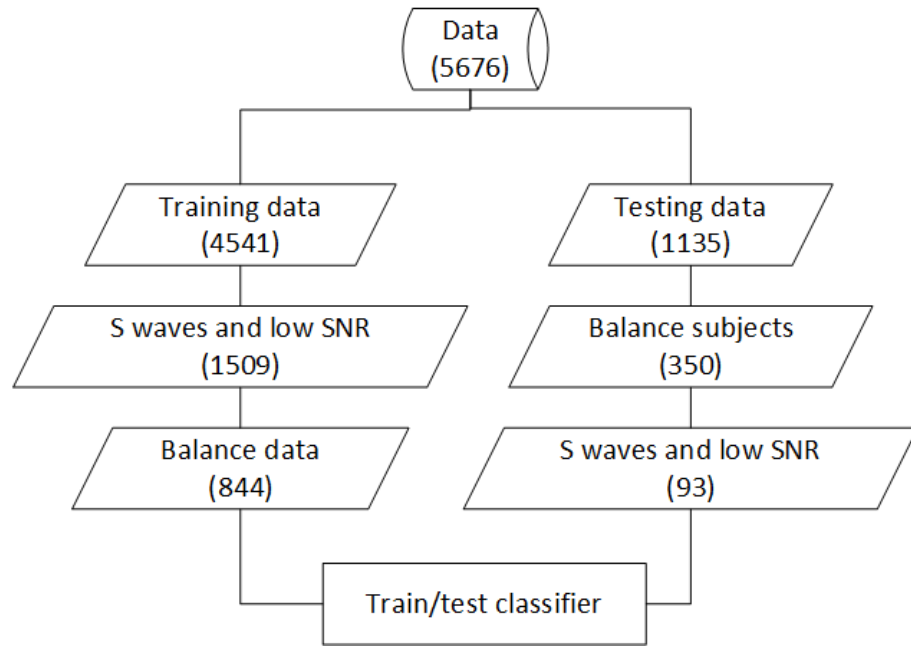 Data
(5676)
Training data
(4541)
Testing data
(1135)
S waves and low SNR
(1509)
Balance subjects
(350)
Balance data
(844)
S waves and low SNR
(93)
Train/test classifier